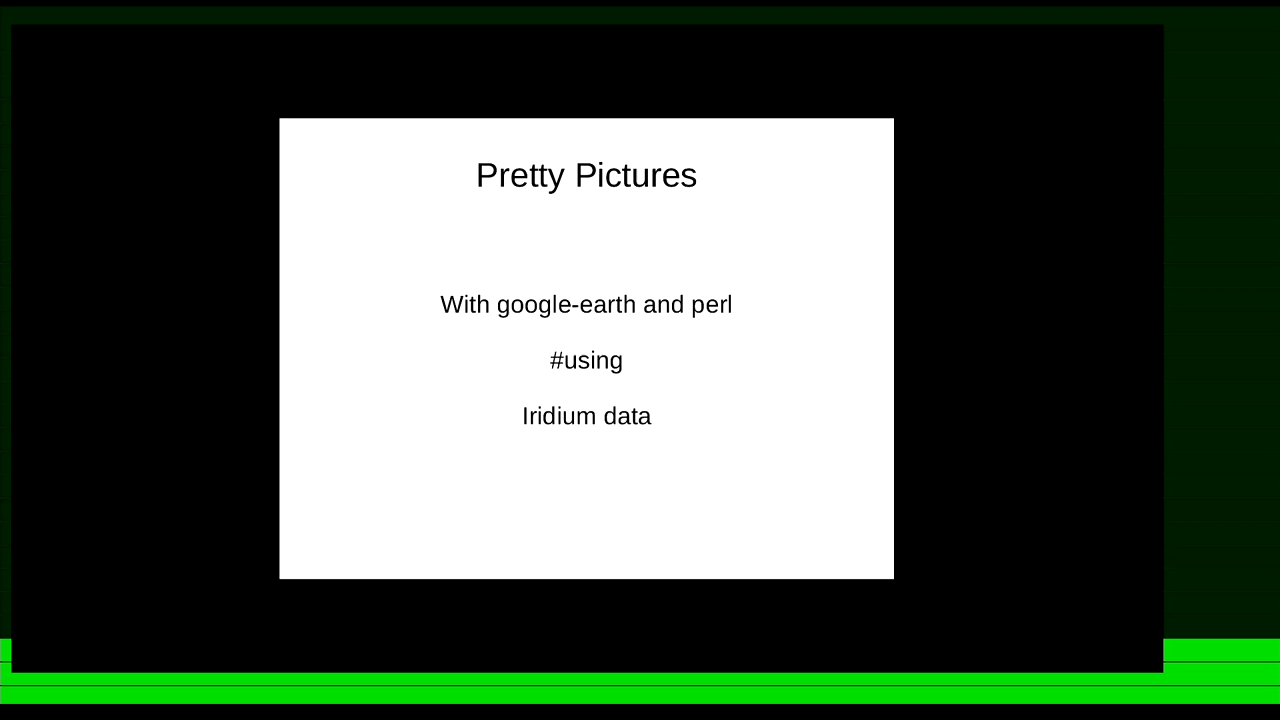 Pretty Pictures
With google-earth and perl
#using
Iridium data